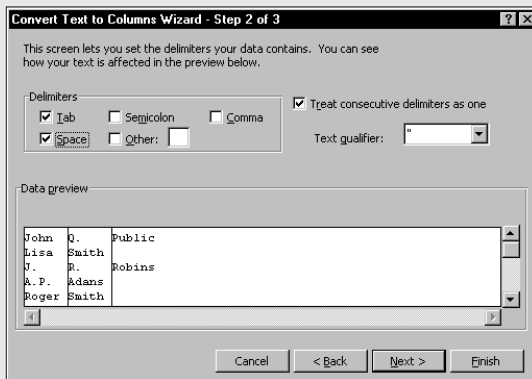 Convert Text to Columns Wizard - Step 2 of 3
This screen lets you set the delimiters your data contains. You can see
how your text is affected in the preview below.
Delimiters
Tab Semicolon Comma
Space Other:
Treat consecutive delimiters as one
Text qualifier: "
Data preview
John Q. Public
Lisa Smith
J. R. Robins
A.P. Adans
Roger Smith
Cancel < Back Next > Finish